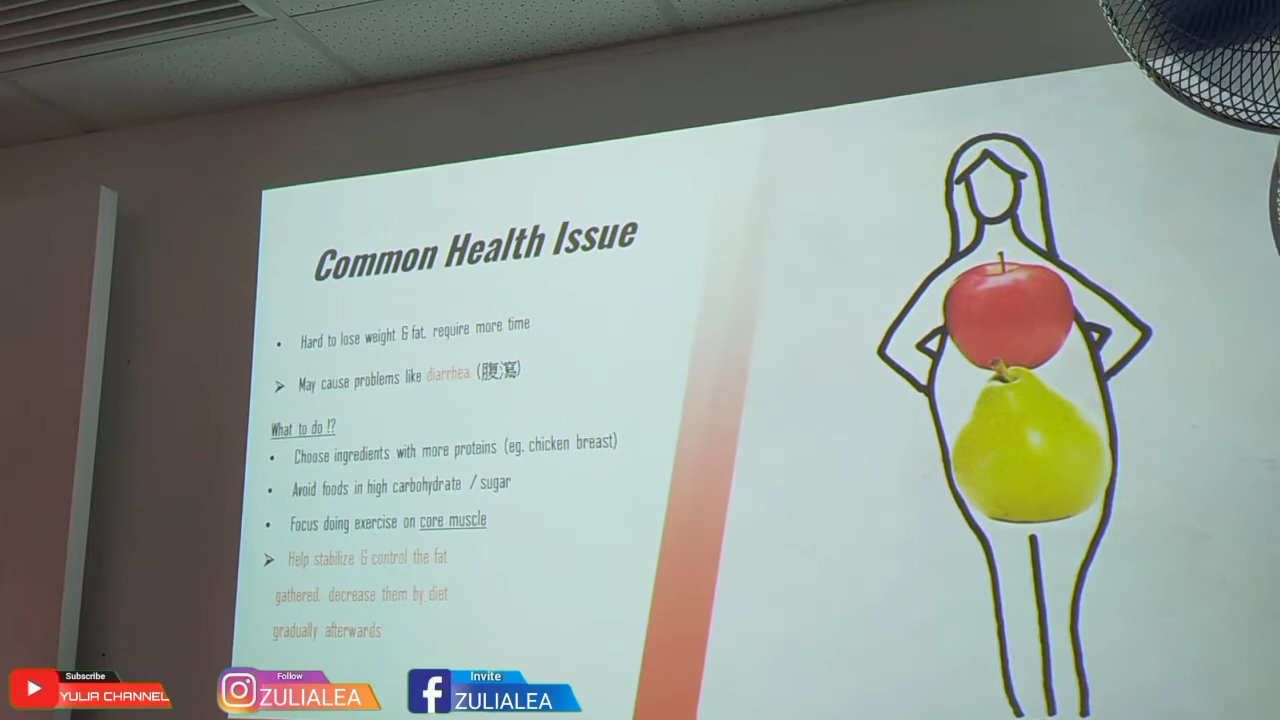 Common Health Issue
• Hard to lose weight & fat, require more time
➢ May cause problems like diarrhea (腹瀉)
What to do !?
• Choose ingredients with more proteins (eg. chicken breast)
• Avoid foods in high carbohydrate / sugar
• Focus doing exercise on core muscle
➢ Help stabilize & control the fat
gathered, decrease them by diet
gradually afterwards
Subscribe
YULIA CHANNEL
Follow
ZULIALEA
Invite
ZULIALEA